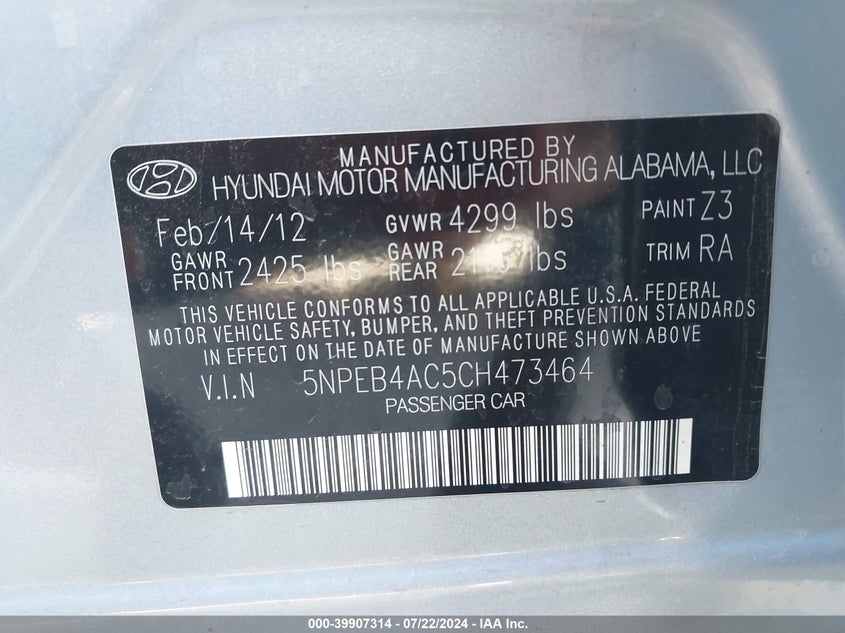 MANUFACTURED BY
HYUNDAI MOTOR MANUFACTURING ALABAMA, LLC
Feb/14/12 GVWR 4299 lbs PAINT Z3
GAWR FRONT 2425 lbs GAWR REAR lbs TRIM RA
THIS VEHICLE CONFORMS TO ALL APPLICABLE U.S.A. FEDERAL
MOTOR VEHICLE SAFETY, BUMPER, AND THEFT PREVENTION STANDARDS
IN EFFECT ON THE DATE OF MANUFACTURE SHOWN ABOVE
V.I.N 5NPEB4AC5CH473464
PASSENGER CAR
000-39907314 / 07/22/2024 - IAA Inc.